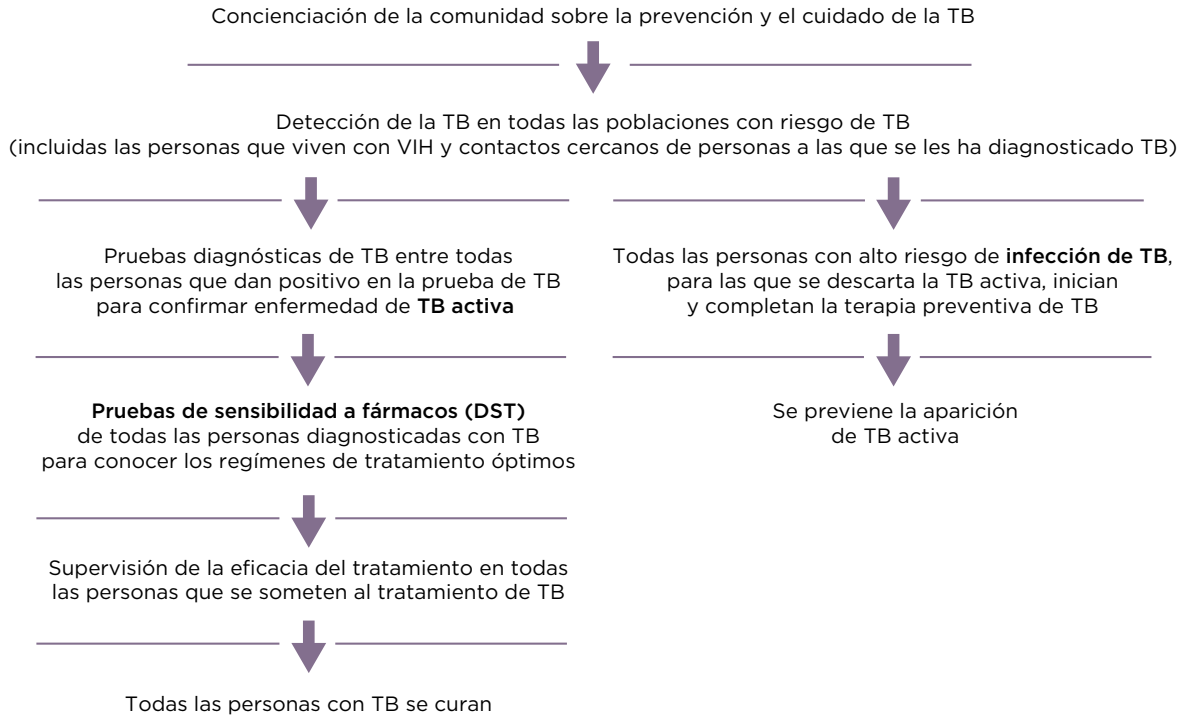 Concienciación de la comunidad sobre la prevención y el cuidado de la TB
Detección de la TB en todas las poblaciones con riesgo de TB
(incluidas las personas que viven con VIH y contactos cercanos de personas a las que se les ha diagnosticado TB)
Pruebas diagnósticas de TB entre todas
las personas que dan positivo en la prueba de TB
para confirmar enfermedad de TB activa
Pruebas de sensibilidad a fármacos (DST)
de todas las personas diagnosticadas con TB
para conocer los regímenes de tratamiento óptimos
Supervisión de la eficacia del tratamiento en todas
las personas que se someten al tratamiento de TB
Todas las personas con TB se curan
Todas las personas con alto riesgo de infección de TB,
para las que se descarta la TB activa, inician
y completan la terapia preventiva de TB
Se previene la aparición
de TB activa